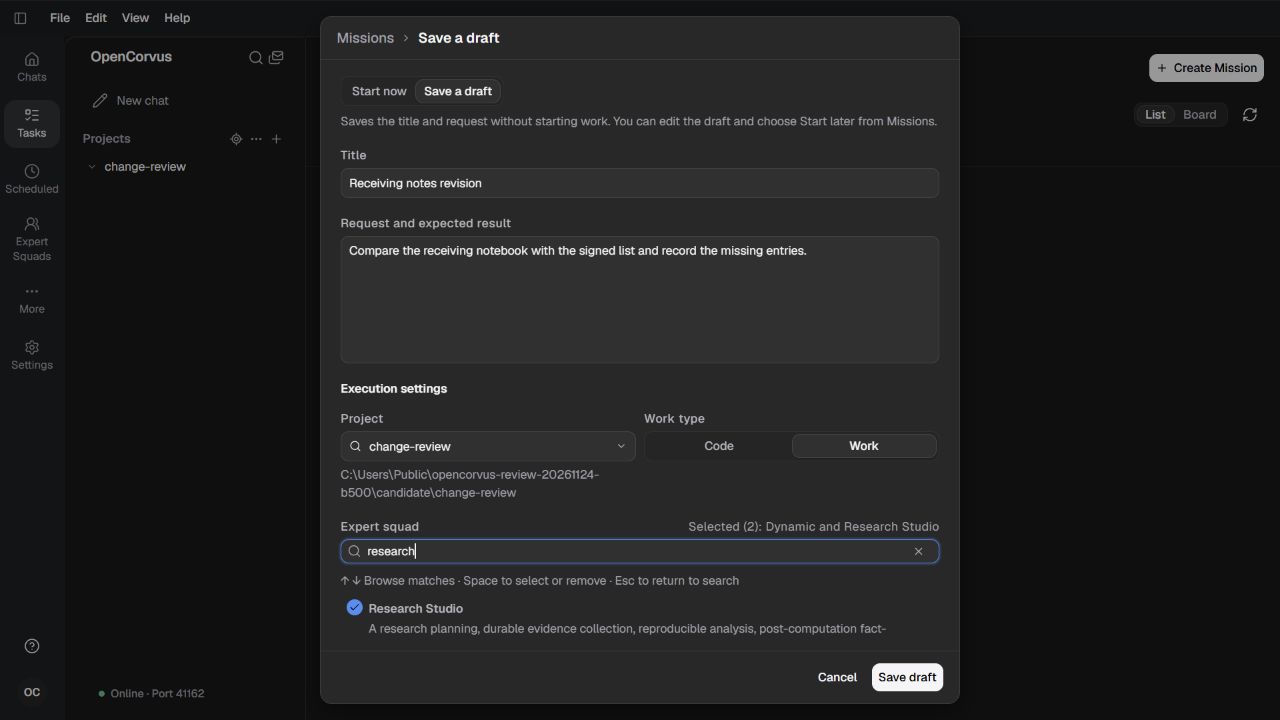 File Edit View Help
Missions › Save a draft
OpenCorvus
Chats
Create Mission
Start now Save a draft
New chat
Saves the title and request without starting work. You can edit the draft and choose Start later from Missions.
List Board
Tasks
Projects
Title
change-review
Receiving notes revision
Scheduled
Request and expected result
Expert
Squads
Compare the receiving notebook with the signed list and record the missing entries.
More
Settings
Execution settings
Project
Work type
change-review
Code Work
C:\Users\Public\opencorvus-review-20261124-
b500\candidate\change-review
Expert squad
Selected (2): Dynamic and Research Studio
research
↑↓ Browse matches · Space to select or remove · Esc to return to search
Research Studio
A research planning, durable evidence collection, reproducible analysis, post-computation fact-
Cancel Save draft
OC
Online · Port 41162